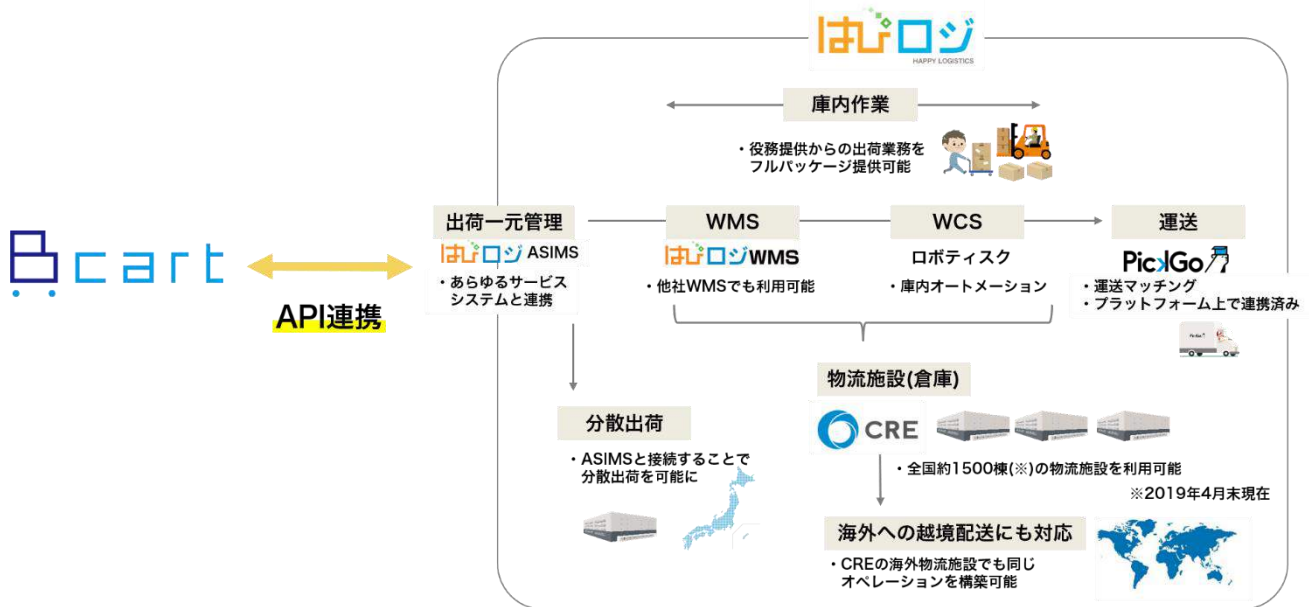 はぴロジ
HAPPY LOGISTICS
庫内作業
・役務提供からの出荷業務を
フルパッケージ提供可能
Bcart
API連携
出荷一元管理
はぴロジ ASIMS
・あらゆるサービス
システムと連携
WMS
はぴロジWMS
・他社WMSでも利用可能
WCS
ロボティスク
・庫内オートメーション
運送
PickGo
・運送マッチング
・プラットフォーム上で連携済み
PickGo
物流施設(倉庫)
CRE
・全国約1500棟(※)の物流施設を利用可能
※2019年4月末現在
分散出荷
・ASIMSと接続することで
分散出荷を可能に
海外への越境配送にも対応
・CREの海外物流施設でも同じ
オペレーションを構築可能